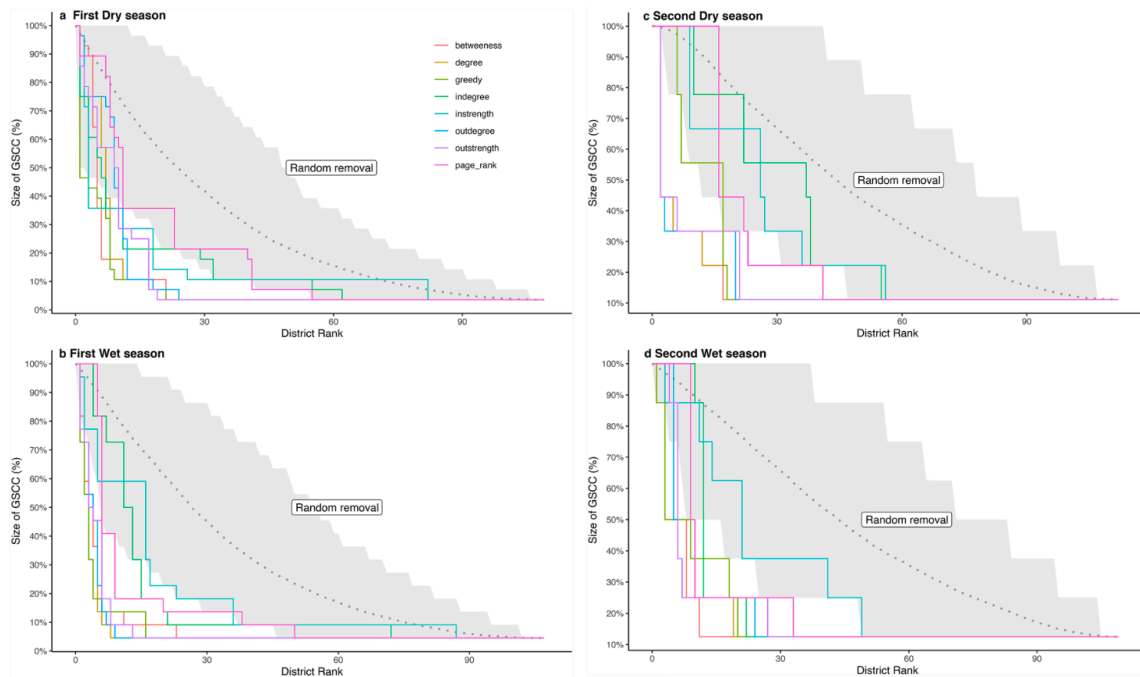 a First Dry season
100%
90%
80%
70%
60%
50%
40%
30%
20%
10%
0%
Size of GSCC (%)
betweeness
degree
greedy
indegree
instrength
outdegree
outstrength
page_rank
Random removal
0 30 60 90
District Rank
c Second Dry season
100%
90%
80%
70%
60%
50%
40%
30%
20%
10%
Size of GSCC (%)
Random removal
0 30 60 90
District Rank
b First Wet season
100%
90%
80%
70%
60%
50%
40%
30%
20%
10%
0%
Size of GSCC (%)
Random removal
0 30 60 90
District Rank
d Second Wet season
100%
90%
80%
70%
60%
50%
40%
30%
20%
10%
Size of GSCC (%)
Random removal
0 30 60 90
District Rank